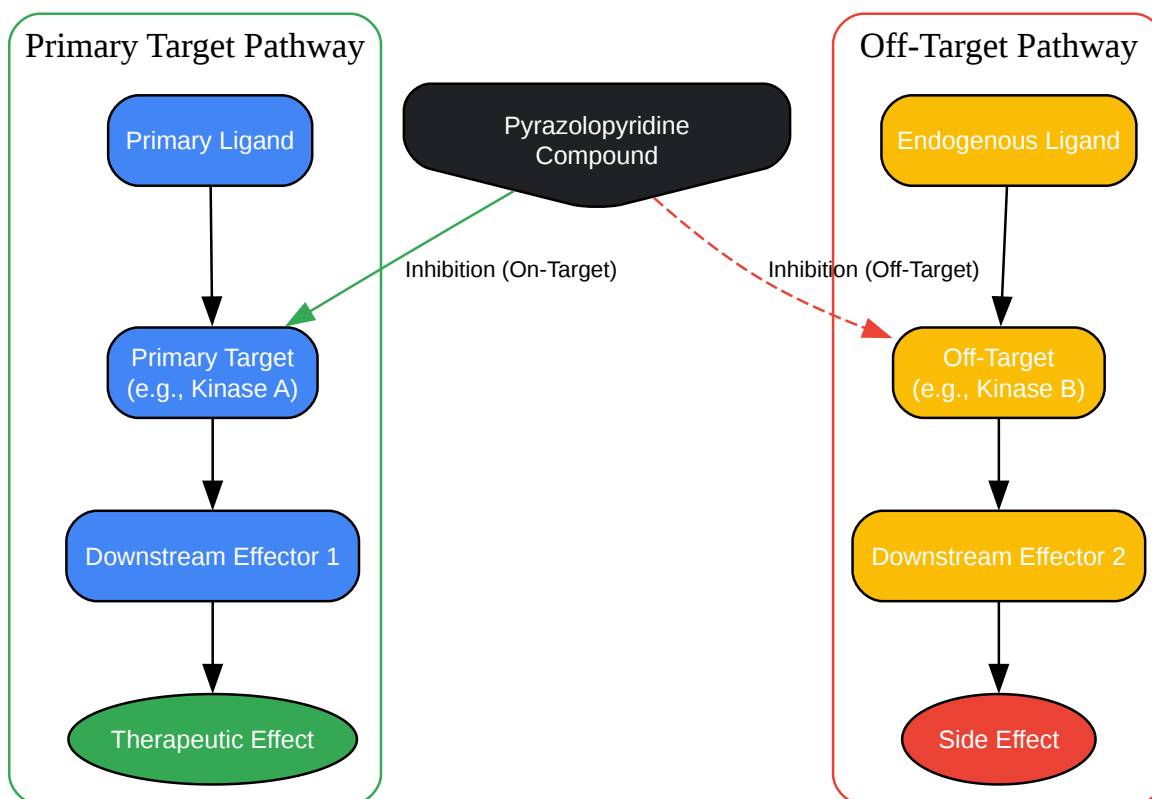 Primary Target Pathway
Primary Ligand
Primary Target
(e.g., Kinase A)
Downstream Effector 1
Therapeutic Effect
Pyrazolopyridine
Compound
Inhibition (On-Target)
Inhibition (Off-Target)
Off-Target Pathway
Endogenous Ligand
Off-Target
(e.g., Kinase B)
Downstream Effector 2
Side Effect